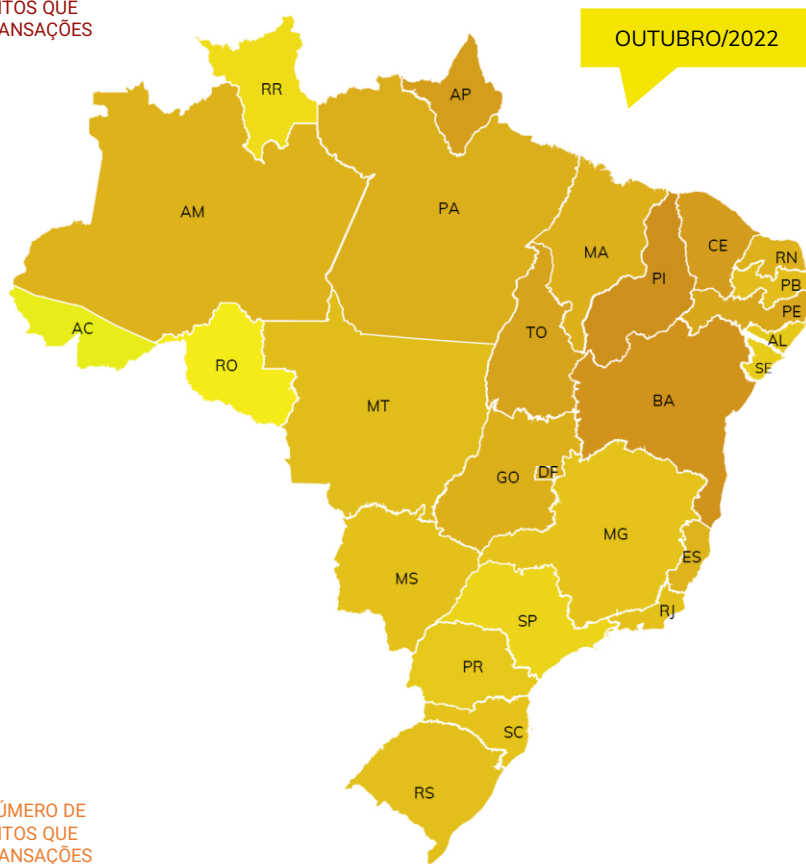 ITOS QUE
ANSAÇÕES
OUTUBRO/2022
RR
AP
AM
PA
MA
CE
RN
PI
PB
PE
AC
TO
AL
RO
SE
MT
BA
GO
DF
MG
ES
MS
RJ
SP
PR
SC
RS
ÚMERO DE
ITOS QUE
ANSAÇÕES